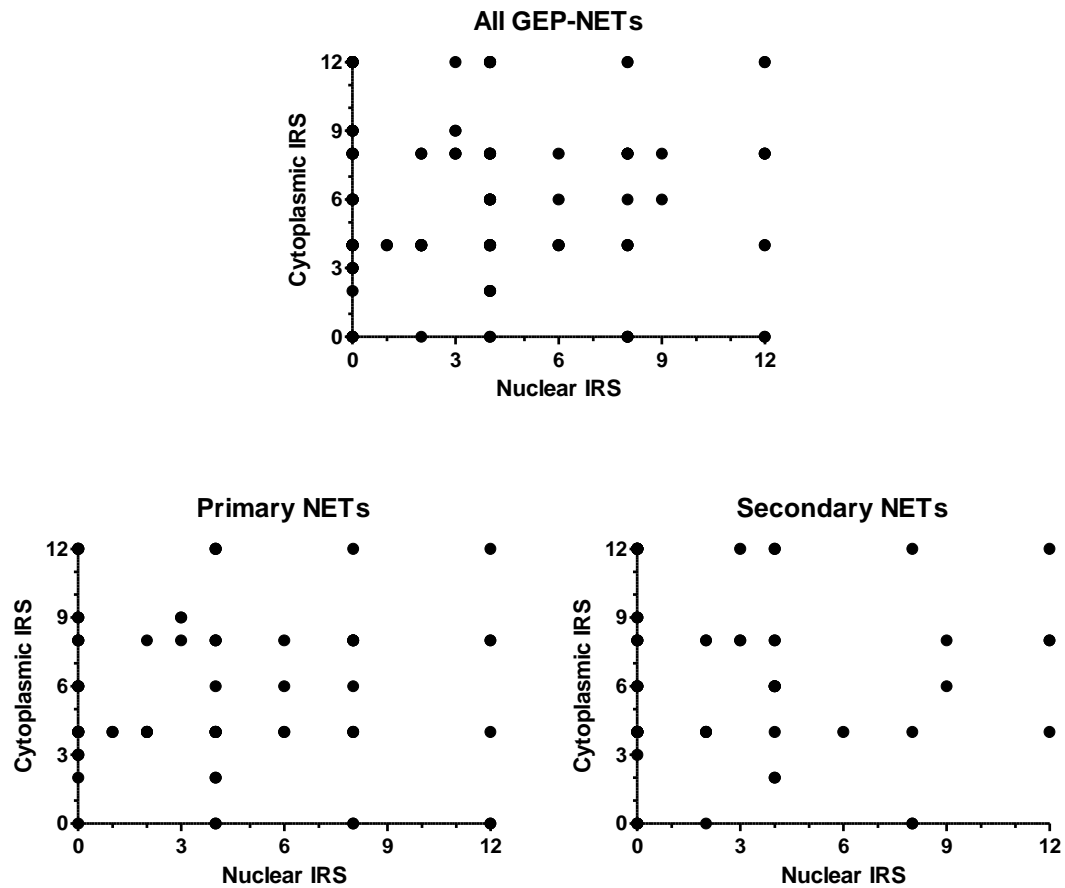 All GEP-NETs
12
9
6
3
0
Cytoplasmic IRS
0 3 6 9 12
Nuclear IRS
Primary NETs
12
9
6
3
0
Cytoplasmic IRS
0 3 6 9 12
Nuclear IRS
Secondary NETs
12
9
6
3
0
Cytoplasmic IRS
0 3 6 9 12
Nuclear IRS